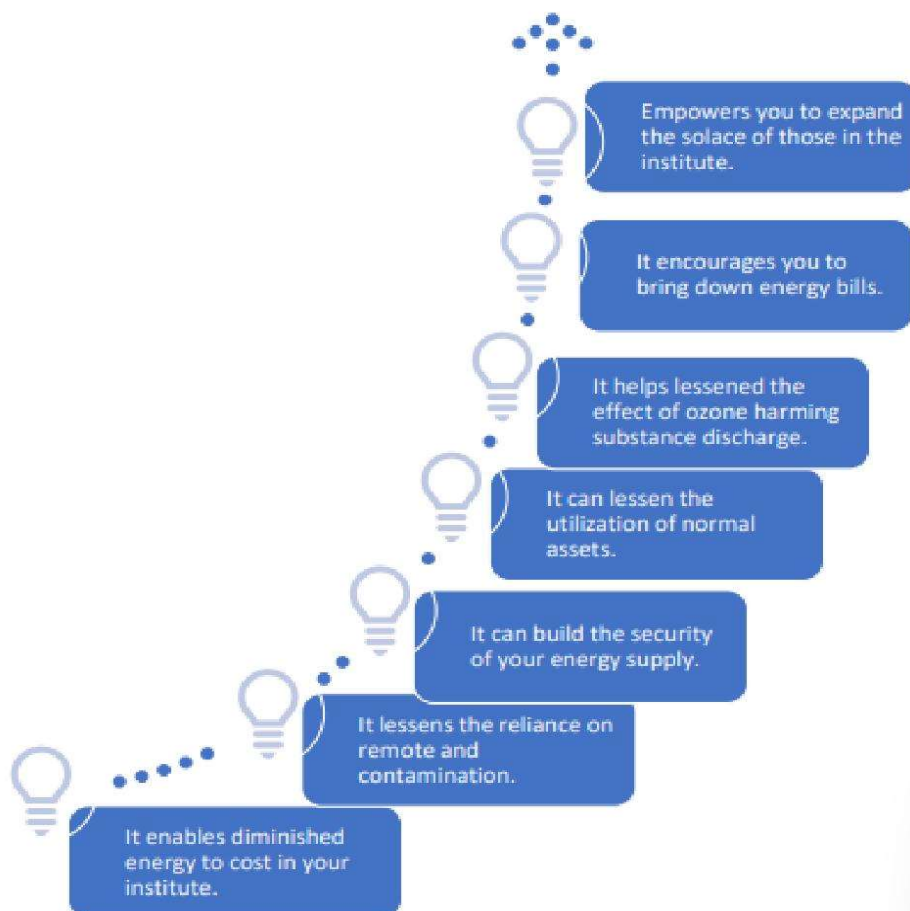 Empowers you to expand
the solace of those in the
institute.
It encourages you to
bring down energy bills.
It helps lessened the
effect of ozone harming
substance discharge.
It can lessen the
utilization of normal
assets.
It can build the security
of your energy supply.
It lessens the reliance on
remote and
contamination.
It enables diminished
energy to cost in your
institute.